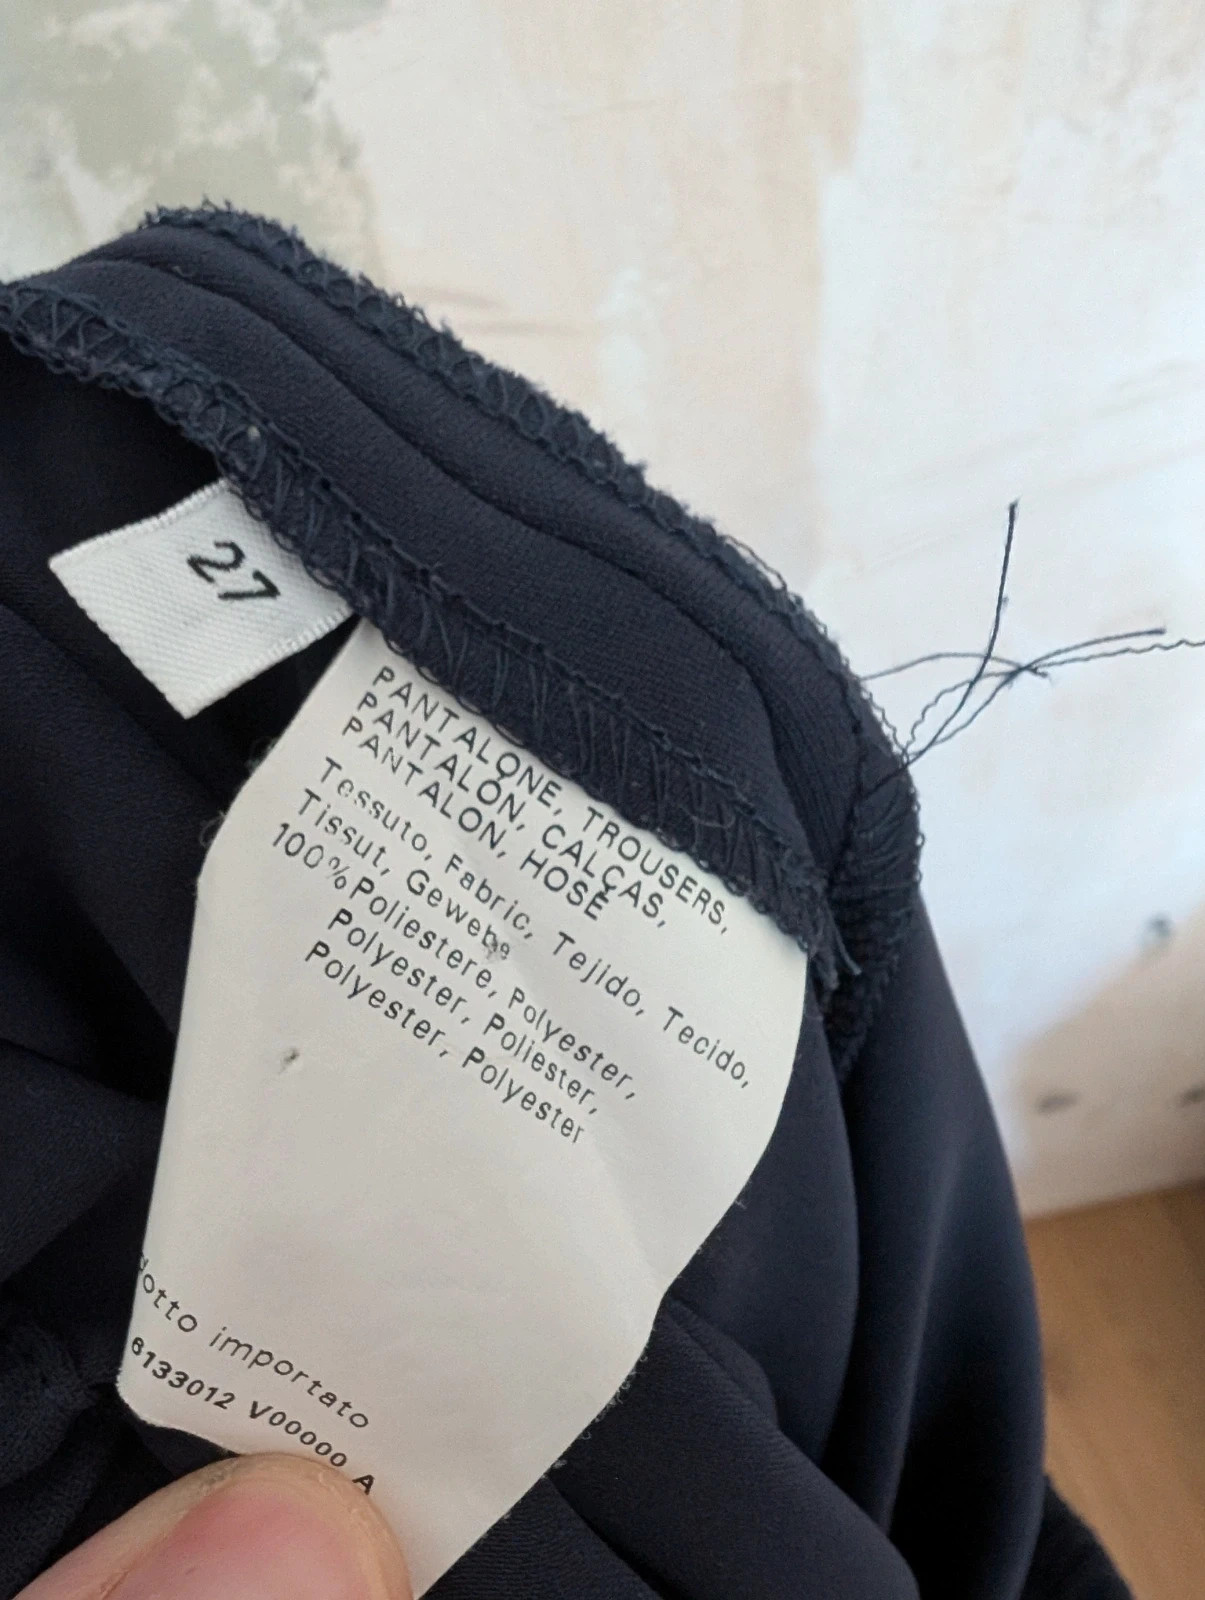 27
PANTALONE, TROUSERS,
PANTALÓN, CALÇAS,
PANTALON, HOSE
Tessuto, Fabric, Tejido, Tecido,
Tissut, Gewebe
100%Poliestere, Polyester,
Polyester, Poliester,
Polyester, Polyester
importato
6133012 V00000 A